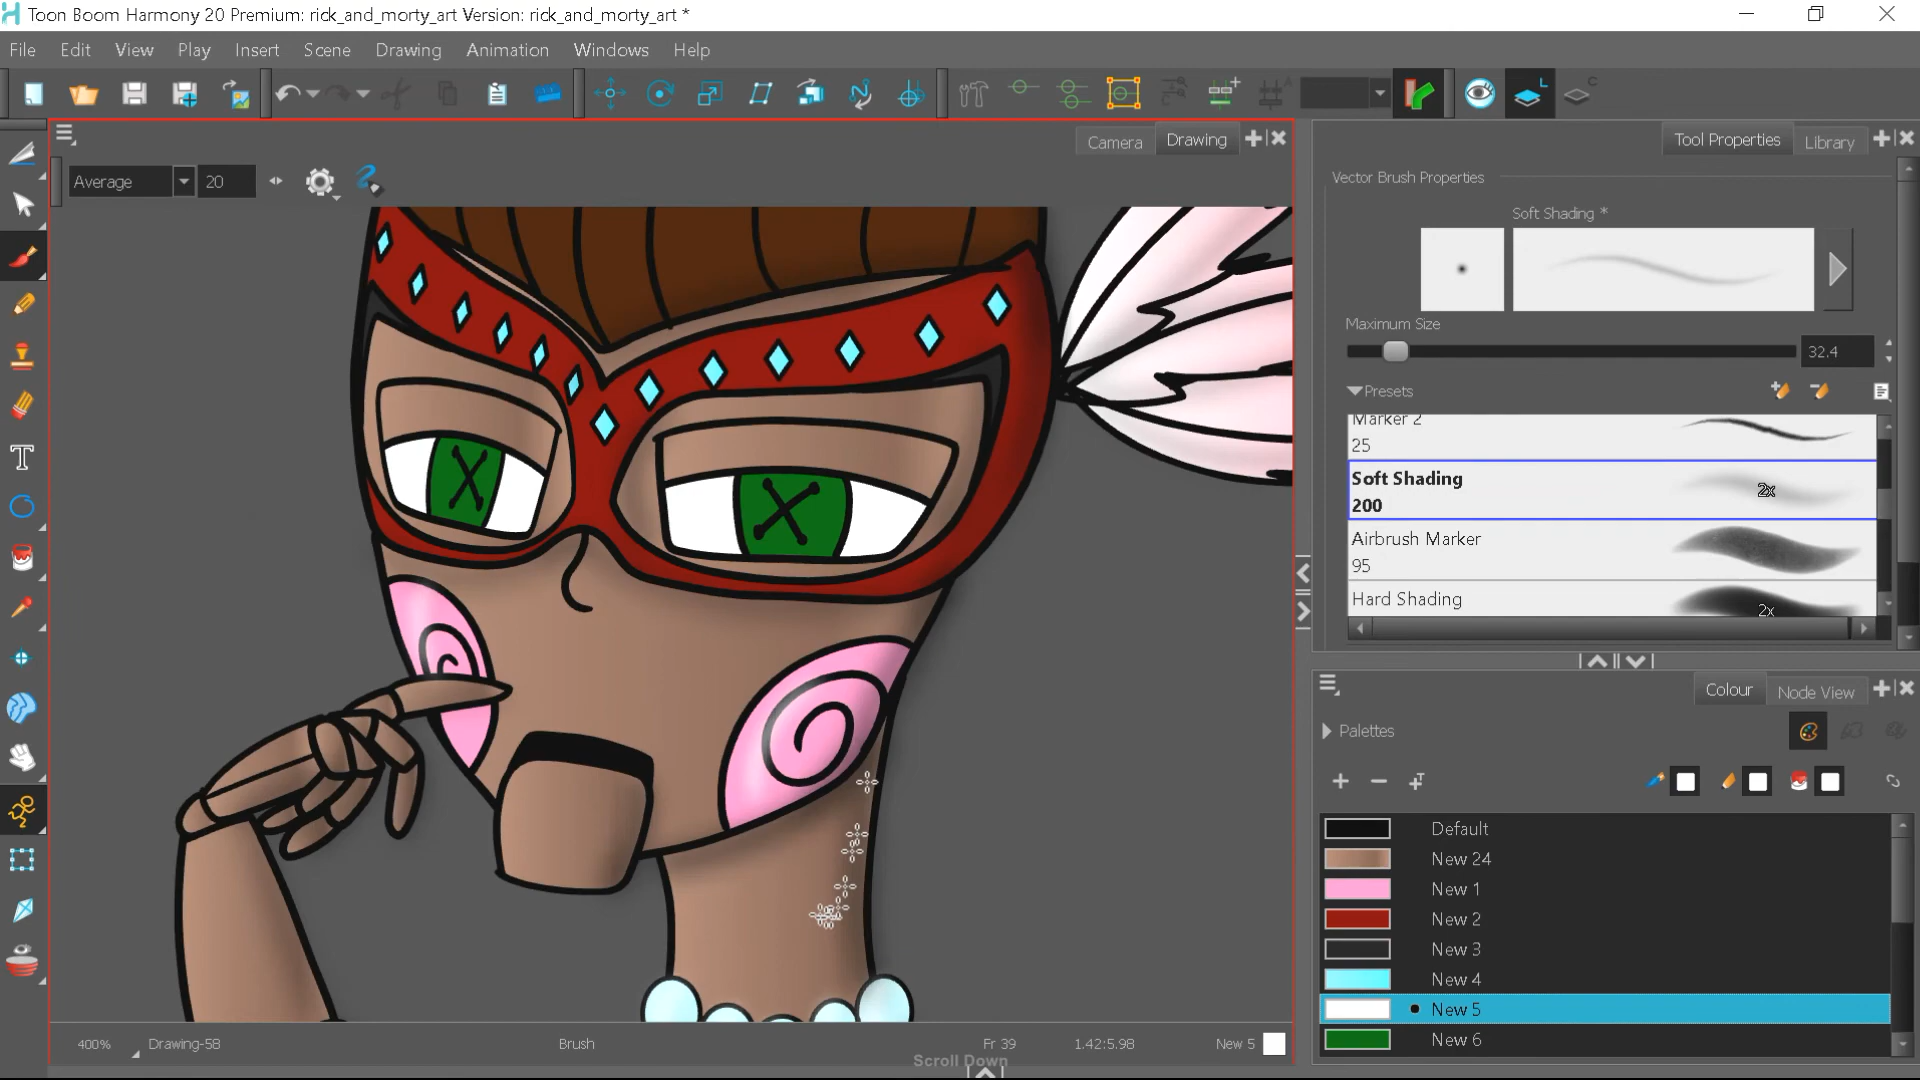 Toon Boom Harmony 20 Premium: rick_and_morty_art Version: rick_and_morty_art *
File Edit View Play Insert Scene Drawing Animation Windows Help
Camera Drawing
Tool Properties Library
Average 20
Vector Brush Properties
Soft Shading *
Maximum Size
32.4
Presets
Marker 2
25
Soft Shading
200
2x
Airbrush Marker
95
Hard Shading
2x
Colour Node View
Palettes
Default
New 24
New 1
New 2
New 3
New 4
New 5
New 6
400% Drawing-58 Brush Fr 39 1.42:5.98 New 5
Scroll Down